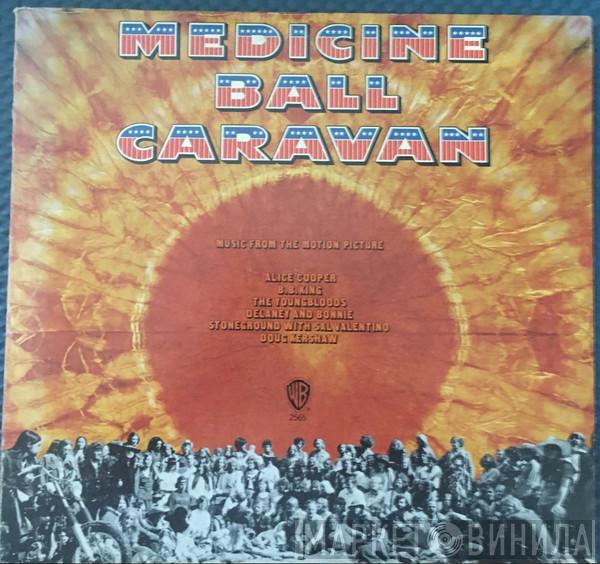 MEDICINE
BALL
CARAVAN
MUSIC FROM THE MOTION PICTURE
ALICE COOPER
B.B. KING
THE YOUNGBLOODS
DELANEY AND BONNIE
STONEGROUND WITH SAL VALENTINO
DOUG KERSHAW
WB
2565
МАРКЕТ ВИНИЛА